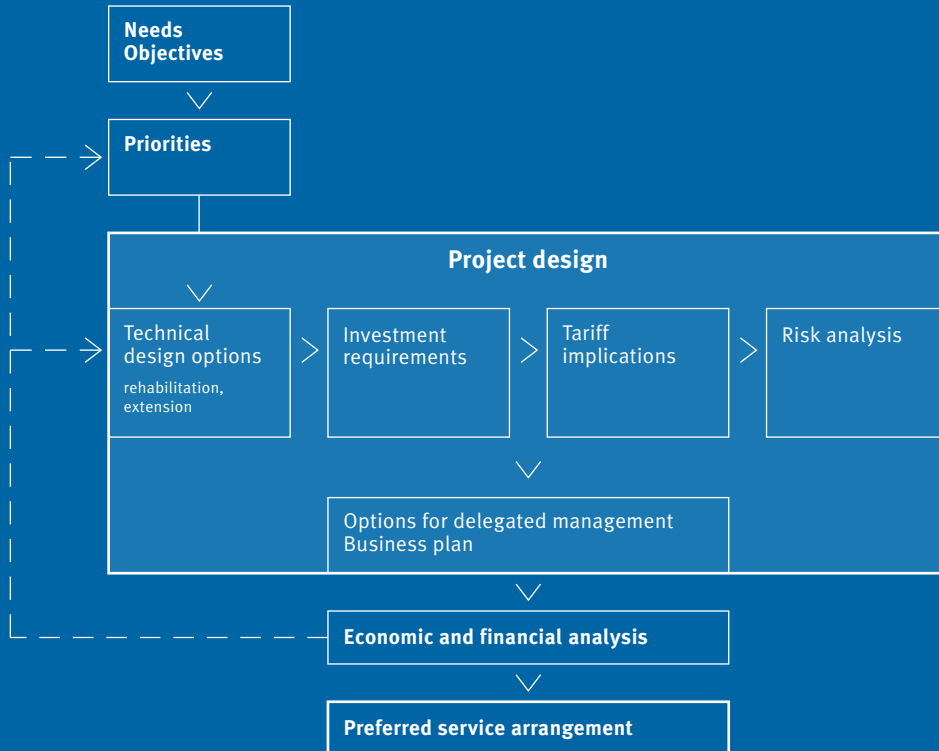 Needs
Objectives
Priorities
Project design
Technical
design options
rehabilitation,
extension
Investment
requirements
Tariff
implications
Risk analysis
Options for delegated management
Business plan
Economic and financial analysis
Preferred service arrangement